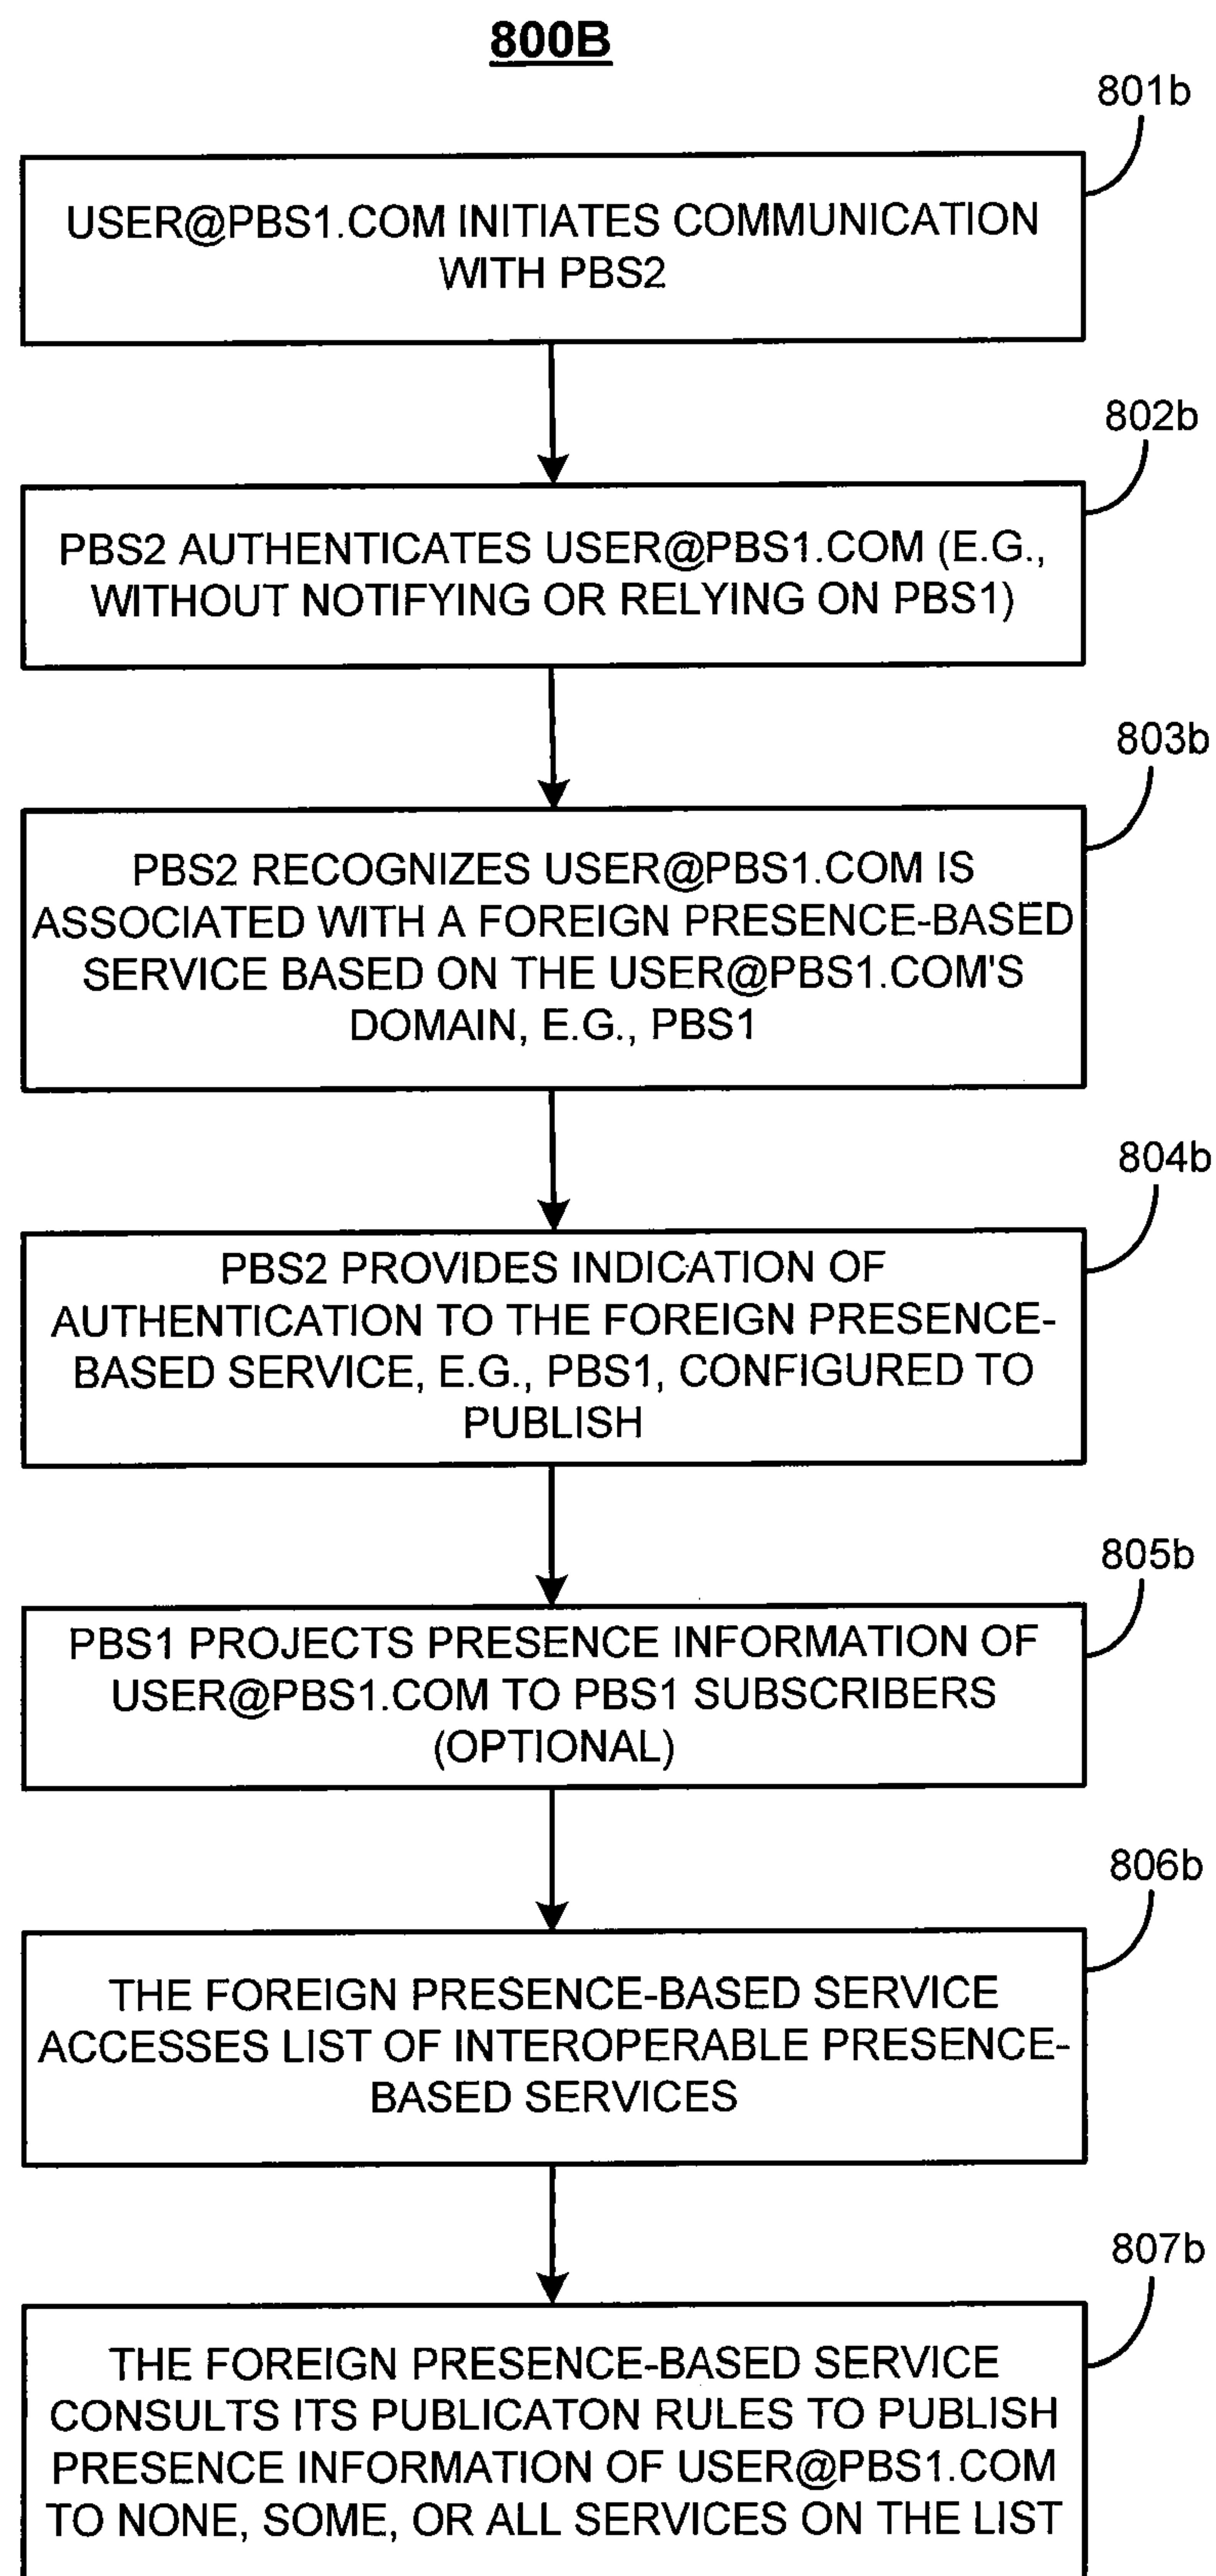 800B
801b
USER@PBS1.COM INITIATES COMMUNICATION
WITH PBS2
802b
PBS2 AUTHENTICATES USER@PBS1.COM (E.G.,
WITHOUT NOTIFYING OR RELYING ON PBS1)
803b
PBS2 RECOGNIZES USER@PBS1.COM IS
ASSOCIATED WITH A FOREIGN PRESENCE-BASED
SERVICE BASED ON THE USER@PBS1.COM'S
DOMAIN, E.G., PBS1
804b
PBS2 PROVIDES INDICATION OF
AUTHENTICATION TO THE FOREIGN PRESENCE-
BASED SERVICE, E.G., PBS1, CONFIGURED TO
PUBLISH
805b
PBS1 PROJECTS PRESENCE INFORMATION OF
USER@PBS1.COM TO PBS1 SUBSCRIBERS
(OPTIONAL)
806b
THE FOREIGN PRESENCE-BASED SERVICE
ACCESSES LIST OF INTEROPERABLE PRESENCE-
BASED SERVICES
807b
THE FOREIGN PRESENCE-BASED SERVICE
CONSULTS ITS PUBLICATON RULES TO PUBLISH
PRESENCE INFORMATION OF USER@PBS1.COM
TO NONE, SOME, OR ALL SERVICES ON THE LIST